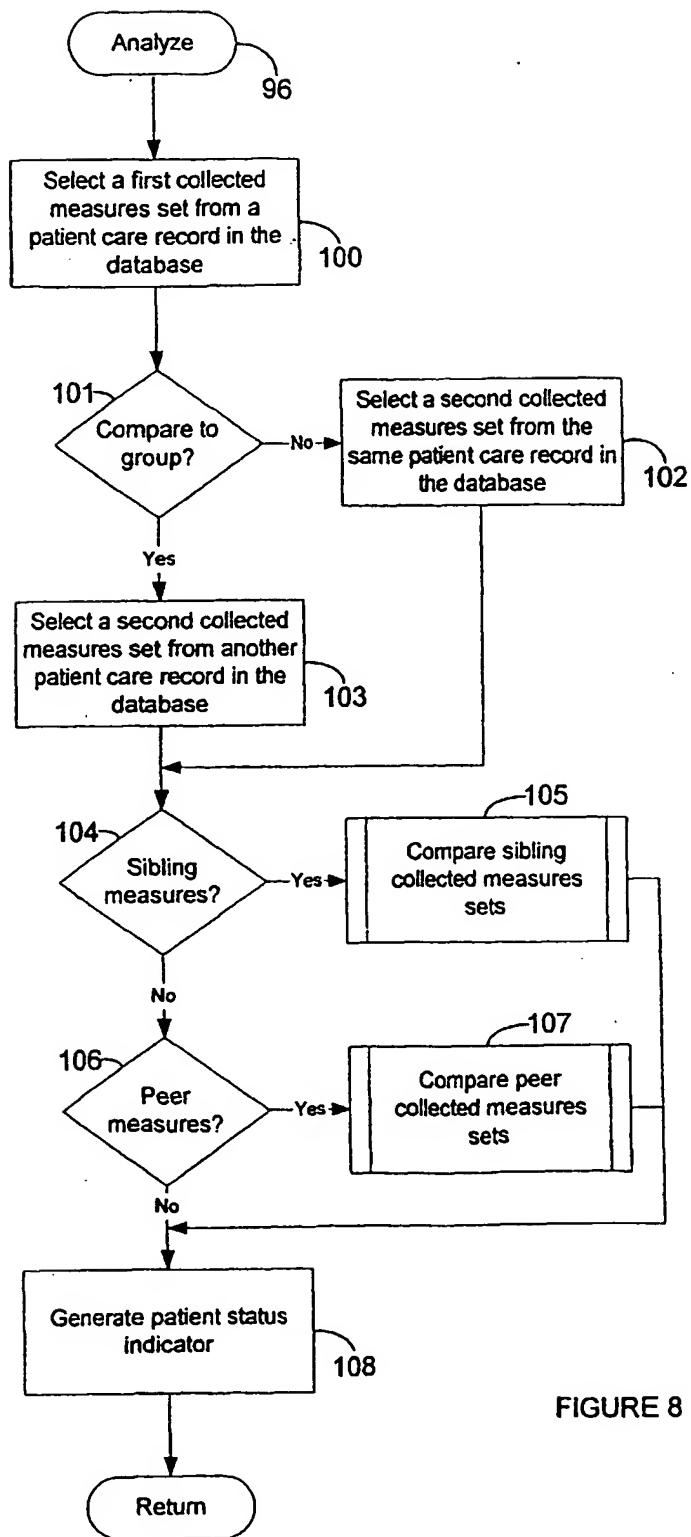 Analyze
96
Select a first collected
measures set from a
patient care record in the
database
100
101
Compare to
group?
No
Select a second collected
measures set from the
same patient care record in
the database
102
Yes
Select a second collected
measures set from another
patient care record in the
database
103
104
Sibling
measures?
Yes
105
Compare sibling
collected measures
sets
No
106
Peer
measures?
Yes
107
Compare peer
collected measures
sets
No
Generate patient status
indicator
108
FIGURE 8
Return